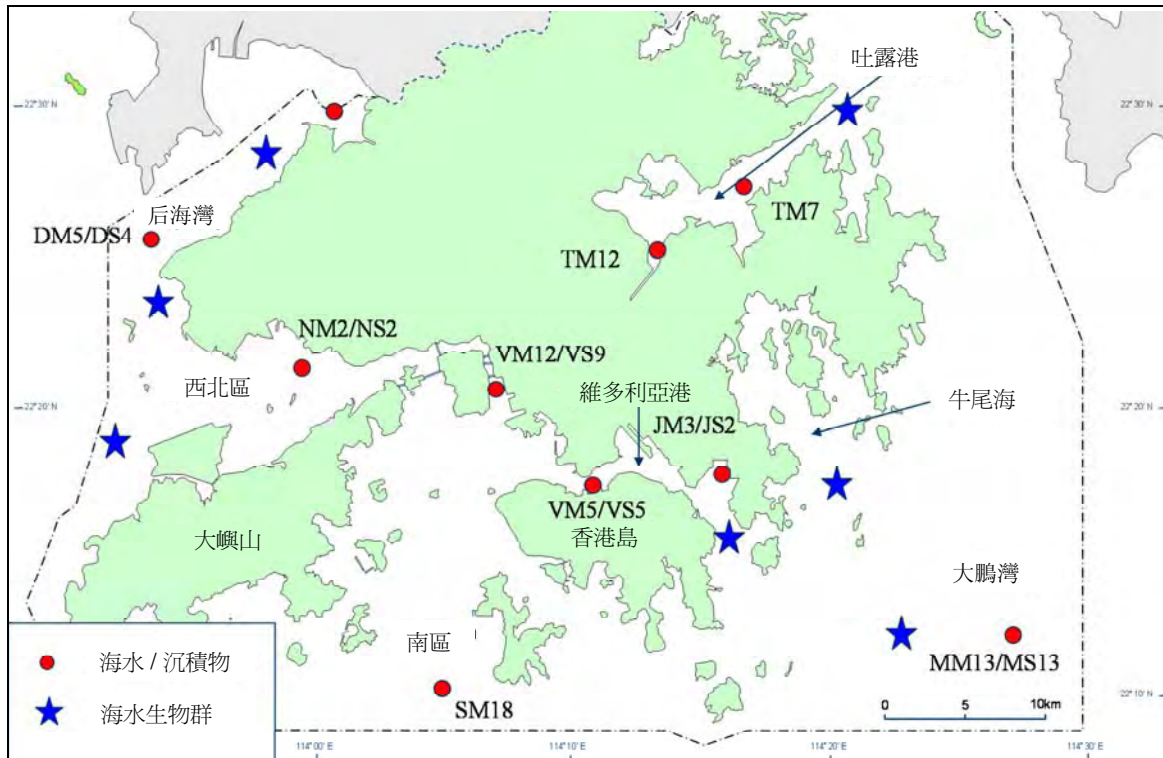 吐露港
22° 30' N
22° 30' N
TM7
后海灣
DM5/DS4
TM12
NM2/NS2
VM12/VS9
西北區
維多利亞港
牛尾海
22° 20' N
22° 20' N
JM3/JS2
VM5/VS5
大嶼山
香港島
大鵬灣
南區
海水 / 沉積物
MM13/MS13
海水生物群
SM18
22° 10' N
0 5 10km
114° 00' E
114° 10' E
114° 20' E
114° 30' E